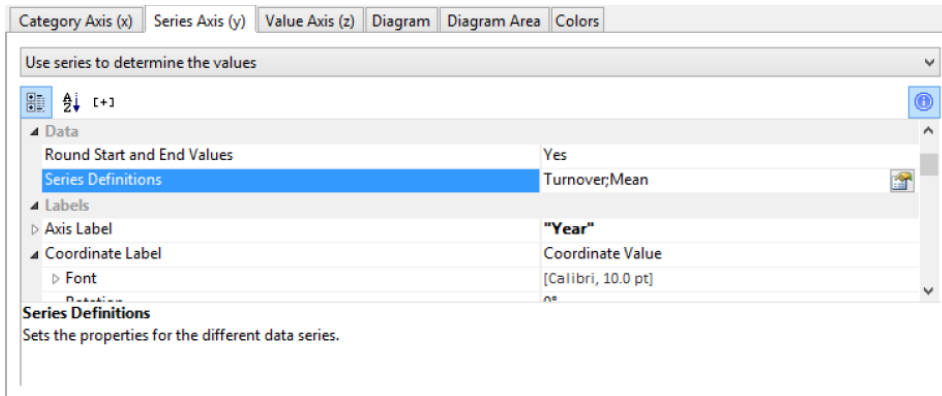 Category Axis (x) Series Axis (y) Value Axis (z) Diagram Diagram Area Colors
Use series to determine the values
Data
Round Start and End Values Yes
Series Definitions Turnover;Mean
Labels
Axis Label "Year"
Coordinate Label Coordinate Value
Font [Calibri, 10.0 pt]
Rotation 0°
Series Definitions
Sets the properties for the different data series.